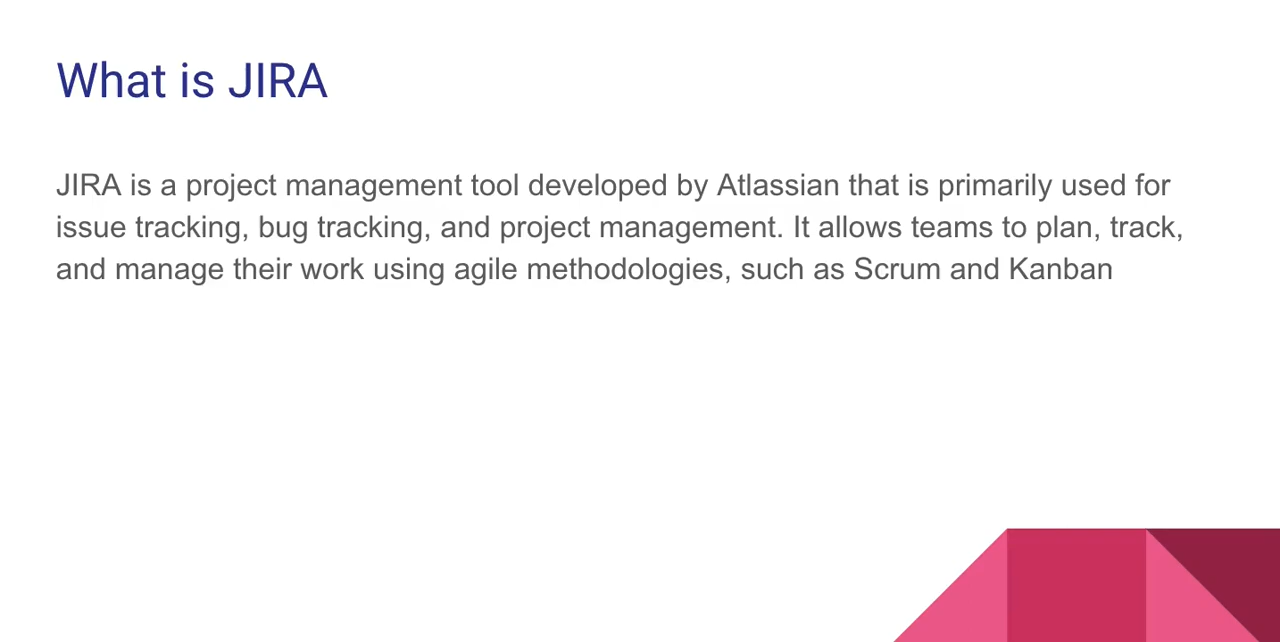 What is JIRA
JIRA is a project management tool developed by Atlassian that is primarily used for
issue tracking, bug tracking, and project management. It allows teams to plan, track,
and manage their work using agile methodologies, such as Scrum and Kanban